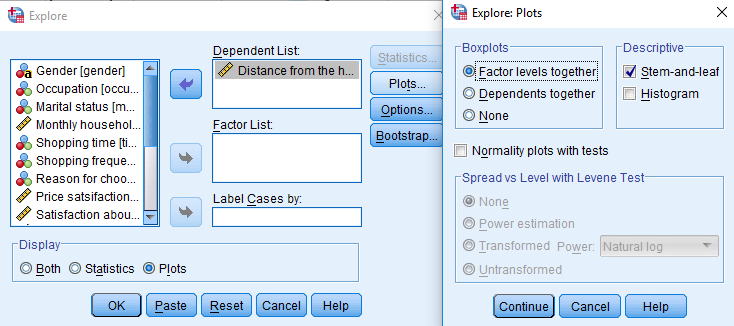 Explore
Dependent List:
Gender [gender]
Occupation [occu...
Marital status [m...
Monthly househol...
Shopping time [ti...
Shopping freque...
Reason for choo...
Price satsifaction...
Satisfaction abou...
Distance from the h...
Factor List:
Label Cases by:
Statistics...
Plots...
Options...
Bootstrap...
Display
Both
Statistics
Plots
OK
Paste
Reset
Cancel
Help
Explore: Plots
Boxplots
Factor levels together
Dependents together
None
Descriptive
Stem-and-leaf
Histogram
Normality plots with tests
Spread vs Level with Levene Test
None
Power estimation
Transformed Power: Natural log
Untransformed
Continue
Cancel
Help